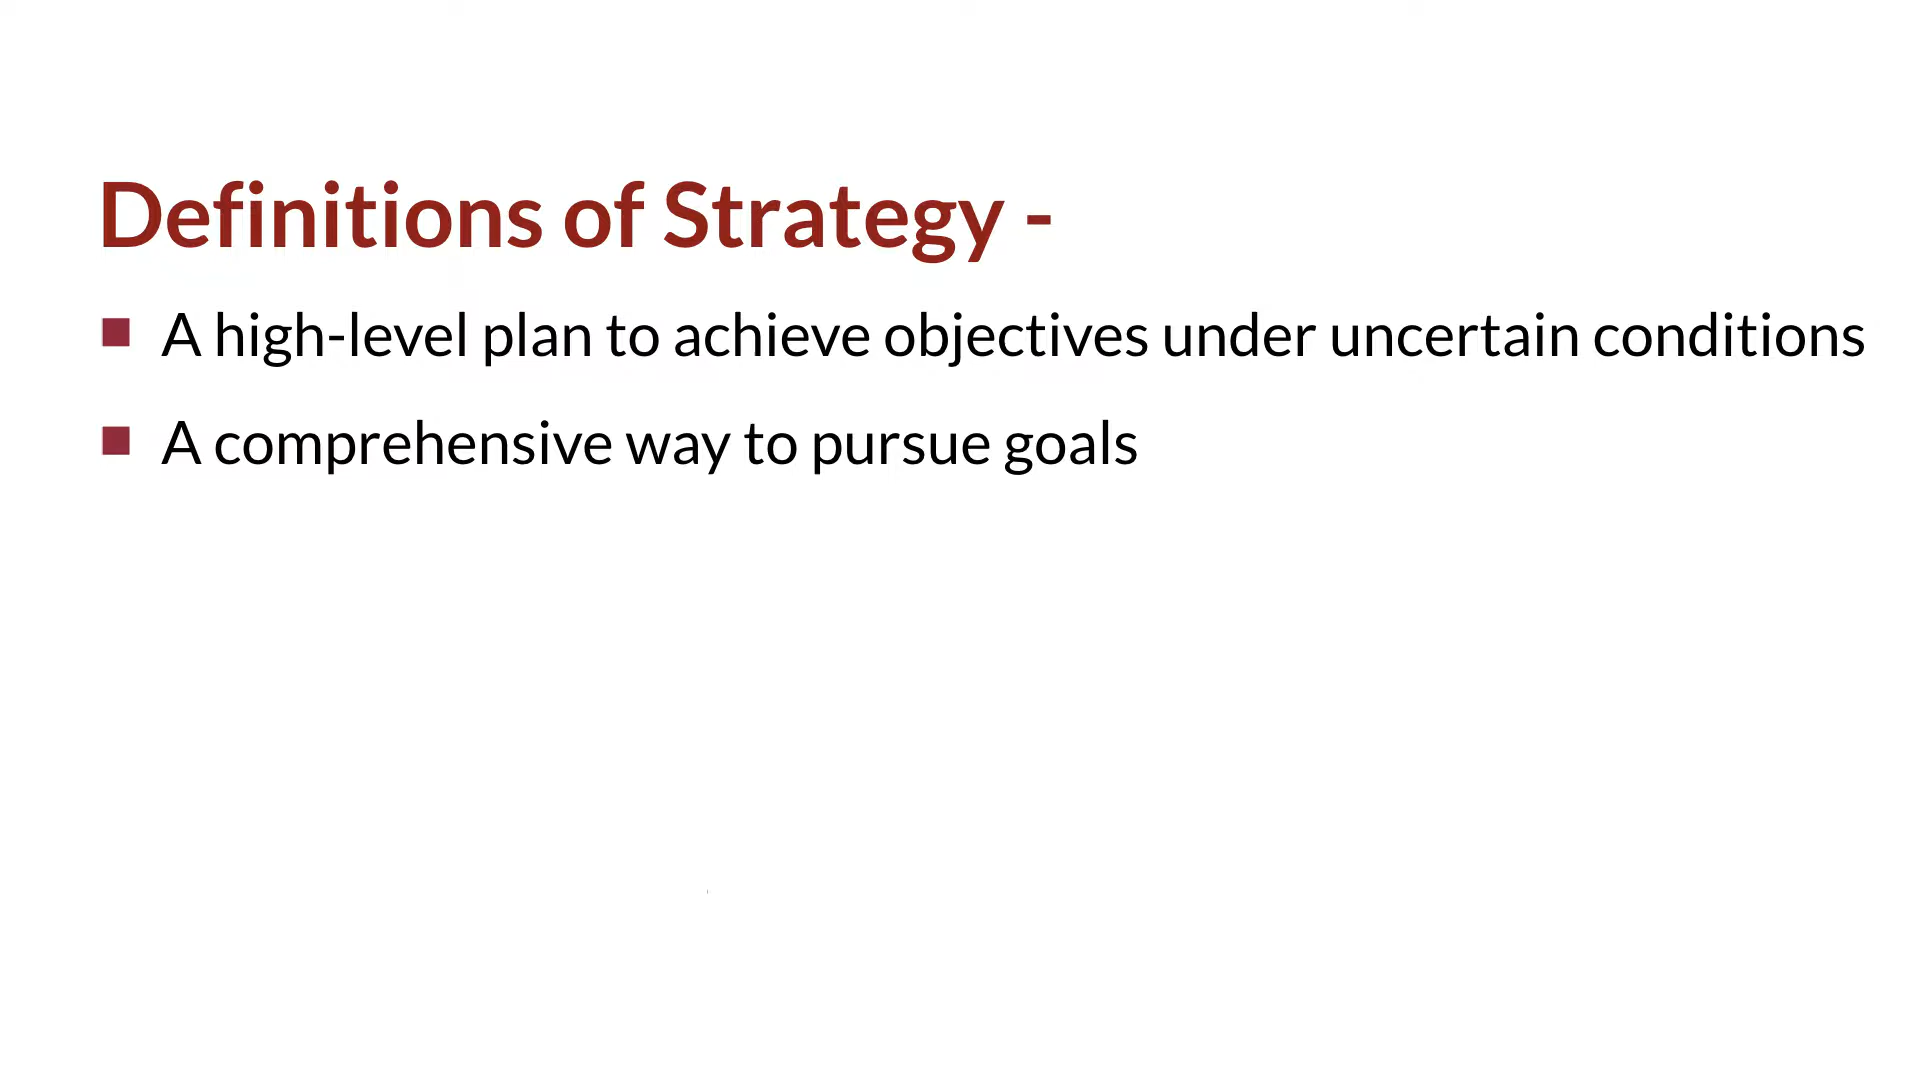 Definitions of Strategy -
■ A high-level plan to achieve objectives under uncertain conditions
■ A comprehensive way to pursue goals